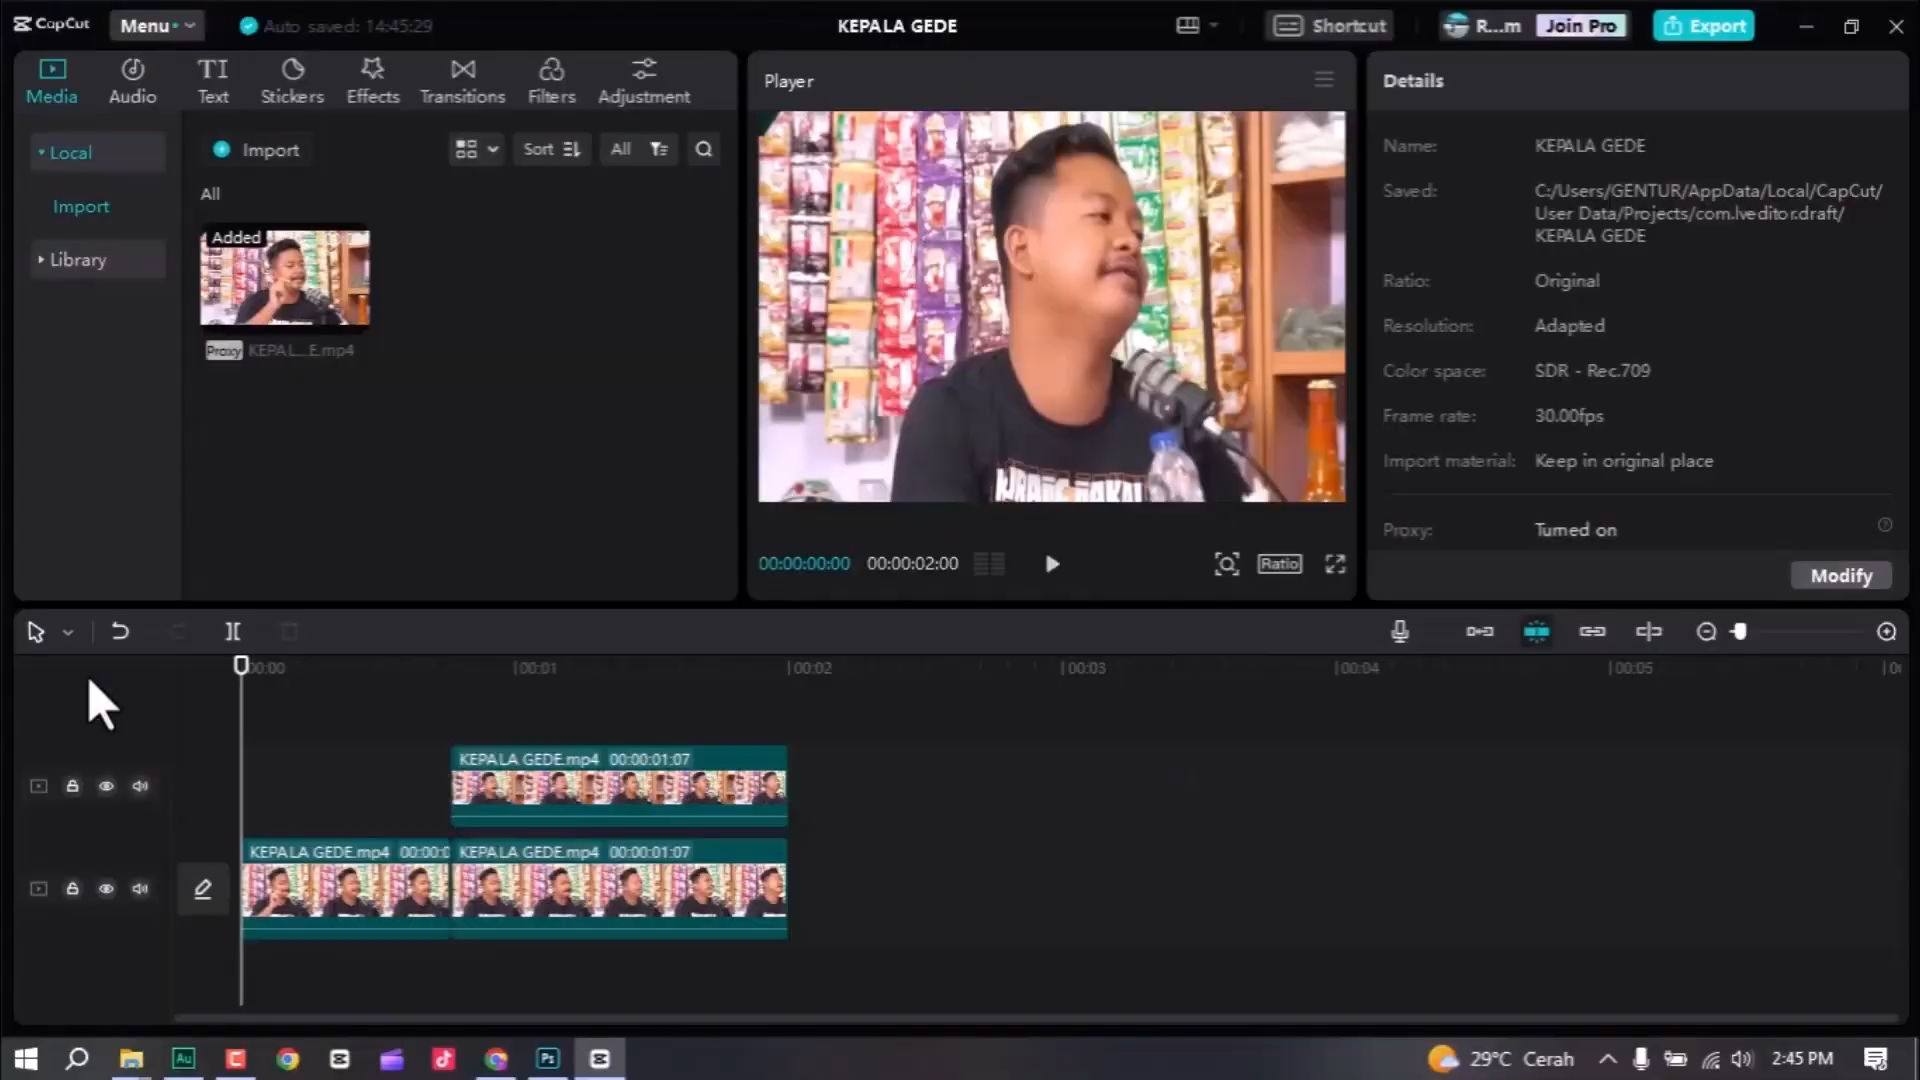 CapCut
Menu
Auto saved: 14:45:29
KEPALA GEDE
Shortcut
R...m
Join Pro
Export
Media
Audio
TI
Text
Stickers
Effects
Transitions
Filters
Adjustment
Local
Import
Library
Import
Sort
All
All
Added
Proxy
KEPAL...E.mp4
Player
00:00:00:00
00:00:02:00
Ratio
Details
Name: KEPALA GEDE
Saved: C:/Users/GENTUR/AppData/Local/CapCut/
User Data/Projects/com.lveditor.draft/
KEPALA GEDE
Ratio: Original
Resolution: Adapted
Color space: SDR - Rec.709
Frame rate: 30.00fps
Import material: Keep in original place
Proxy: Turned on
Modify
00:00
00:01
00:02
00:03
00:04
00:05
KEPALA GEDE.mp4 00:00:01:07
KEPALA GEDE.mp4
KEPALA GEDE.mp4 00:00:01:07
Au
Ps
29°C Cerah
2:45 PM